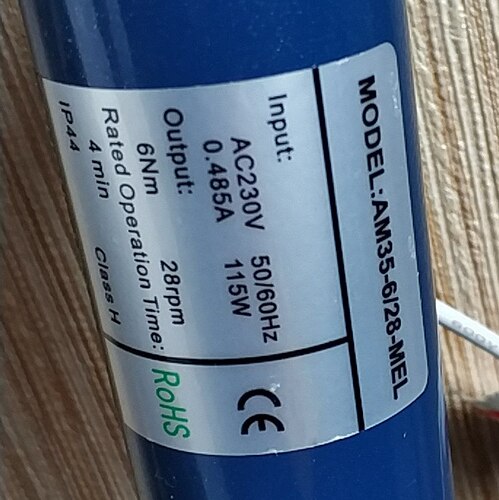 MODEL:AM35-6/28-MEL
Input:
AC230V 50/60Hz
0.485A 115W
Output:
6Nm 28rpm
Rated Operation Time:
4 min Class H
IP44
CE
RoHS